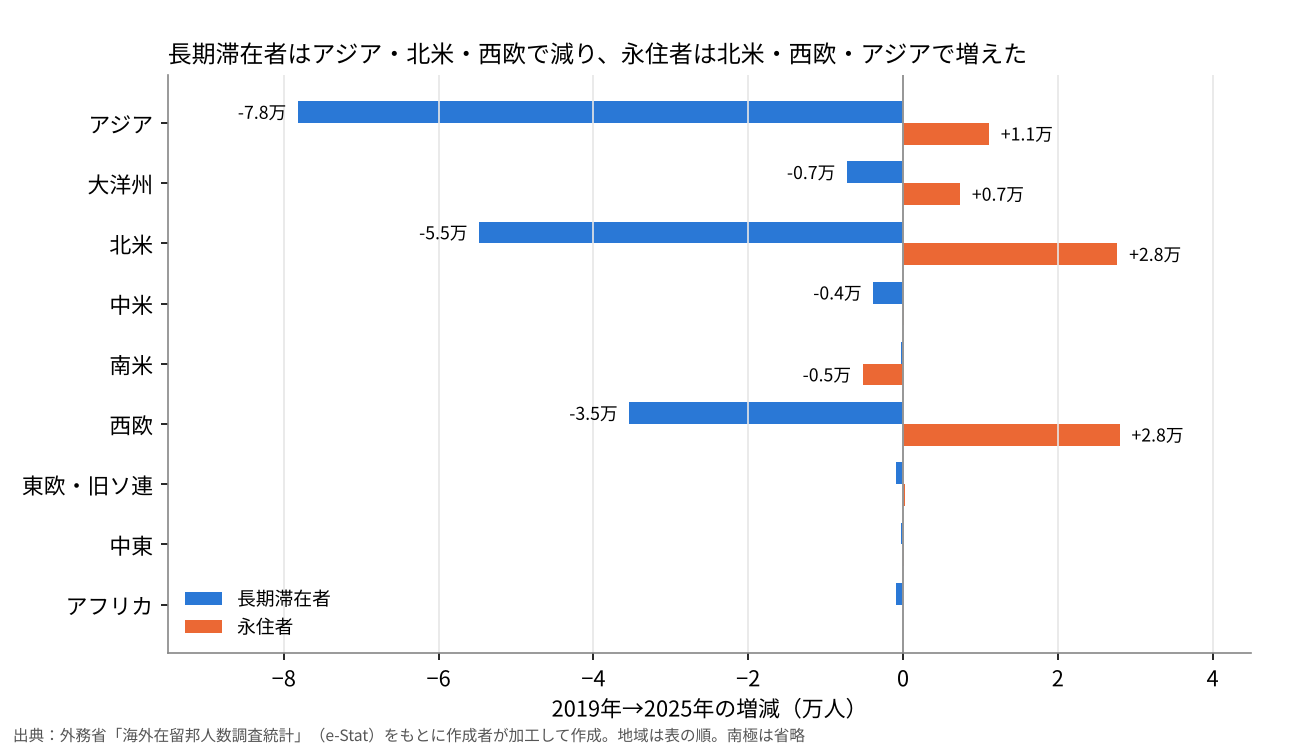 長期滞在者はアジア・北米・西欧で減り、永住者は北米・西欧・アジアで増えた
アジア
-7.8万
+1.1万
大洋州
-0.7万
+0.7万
北米
-5.5万
+2.8万
中米
-0.4万
南米
-0.5万
西欧
-3.5万
+2.8万
東欧・旧ソ連
中東
アフリカ
長期滞在者
永住者
−8 −6 −4 −2 0 2 4
2019年→2025年の増減（万人）
出典：外務省「海外在留邦人数調査統計」（e-Stat）をもとに作成者が加工して作成。地域は表の順。南極は省略